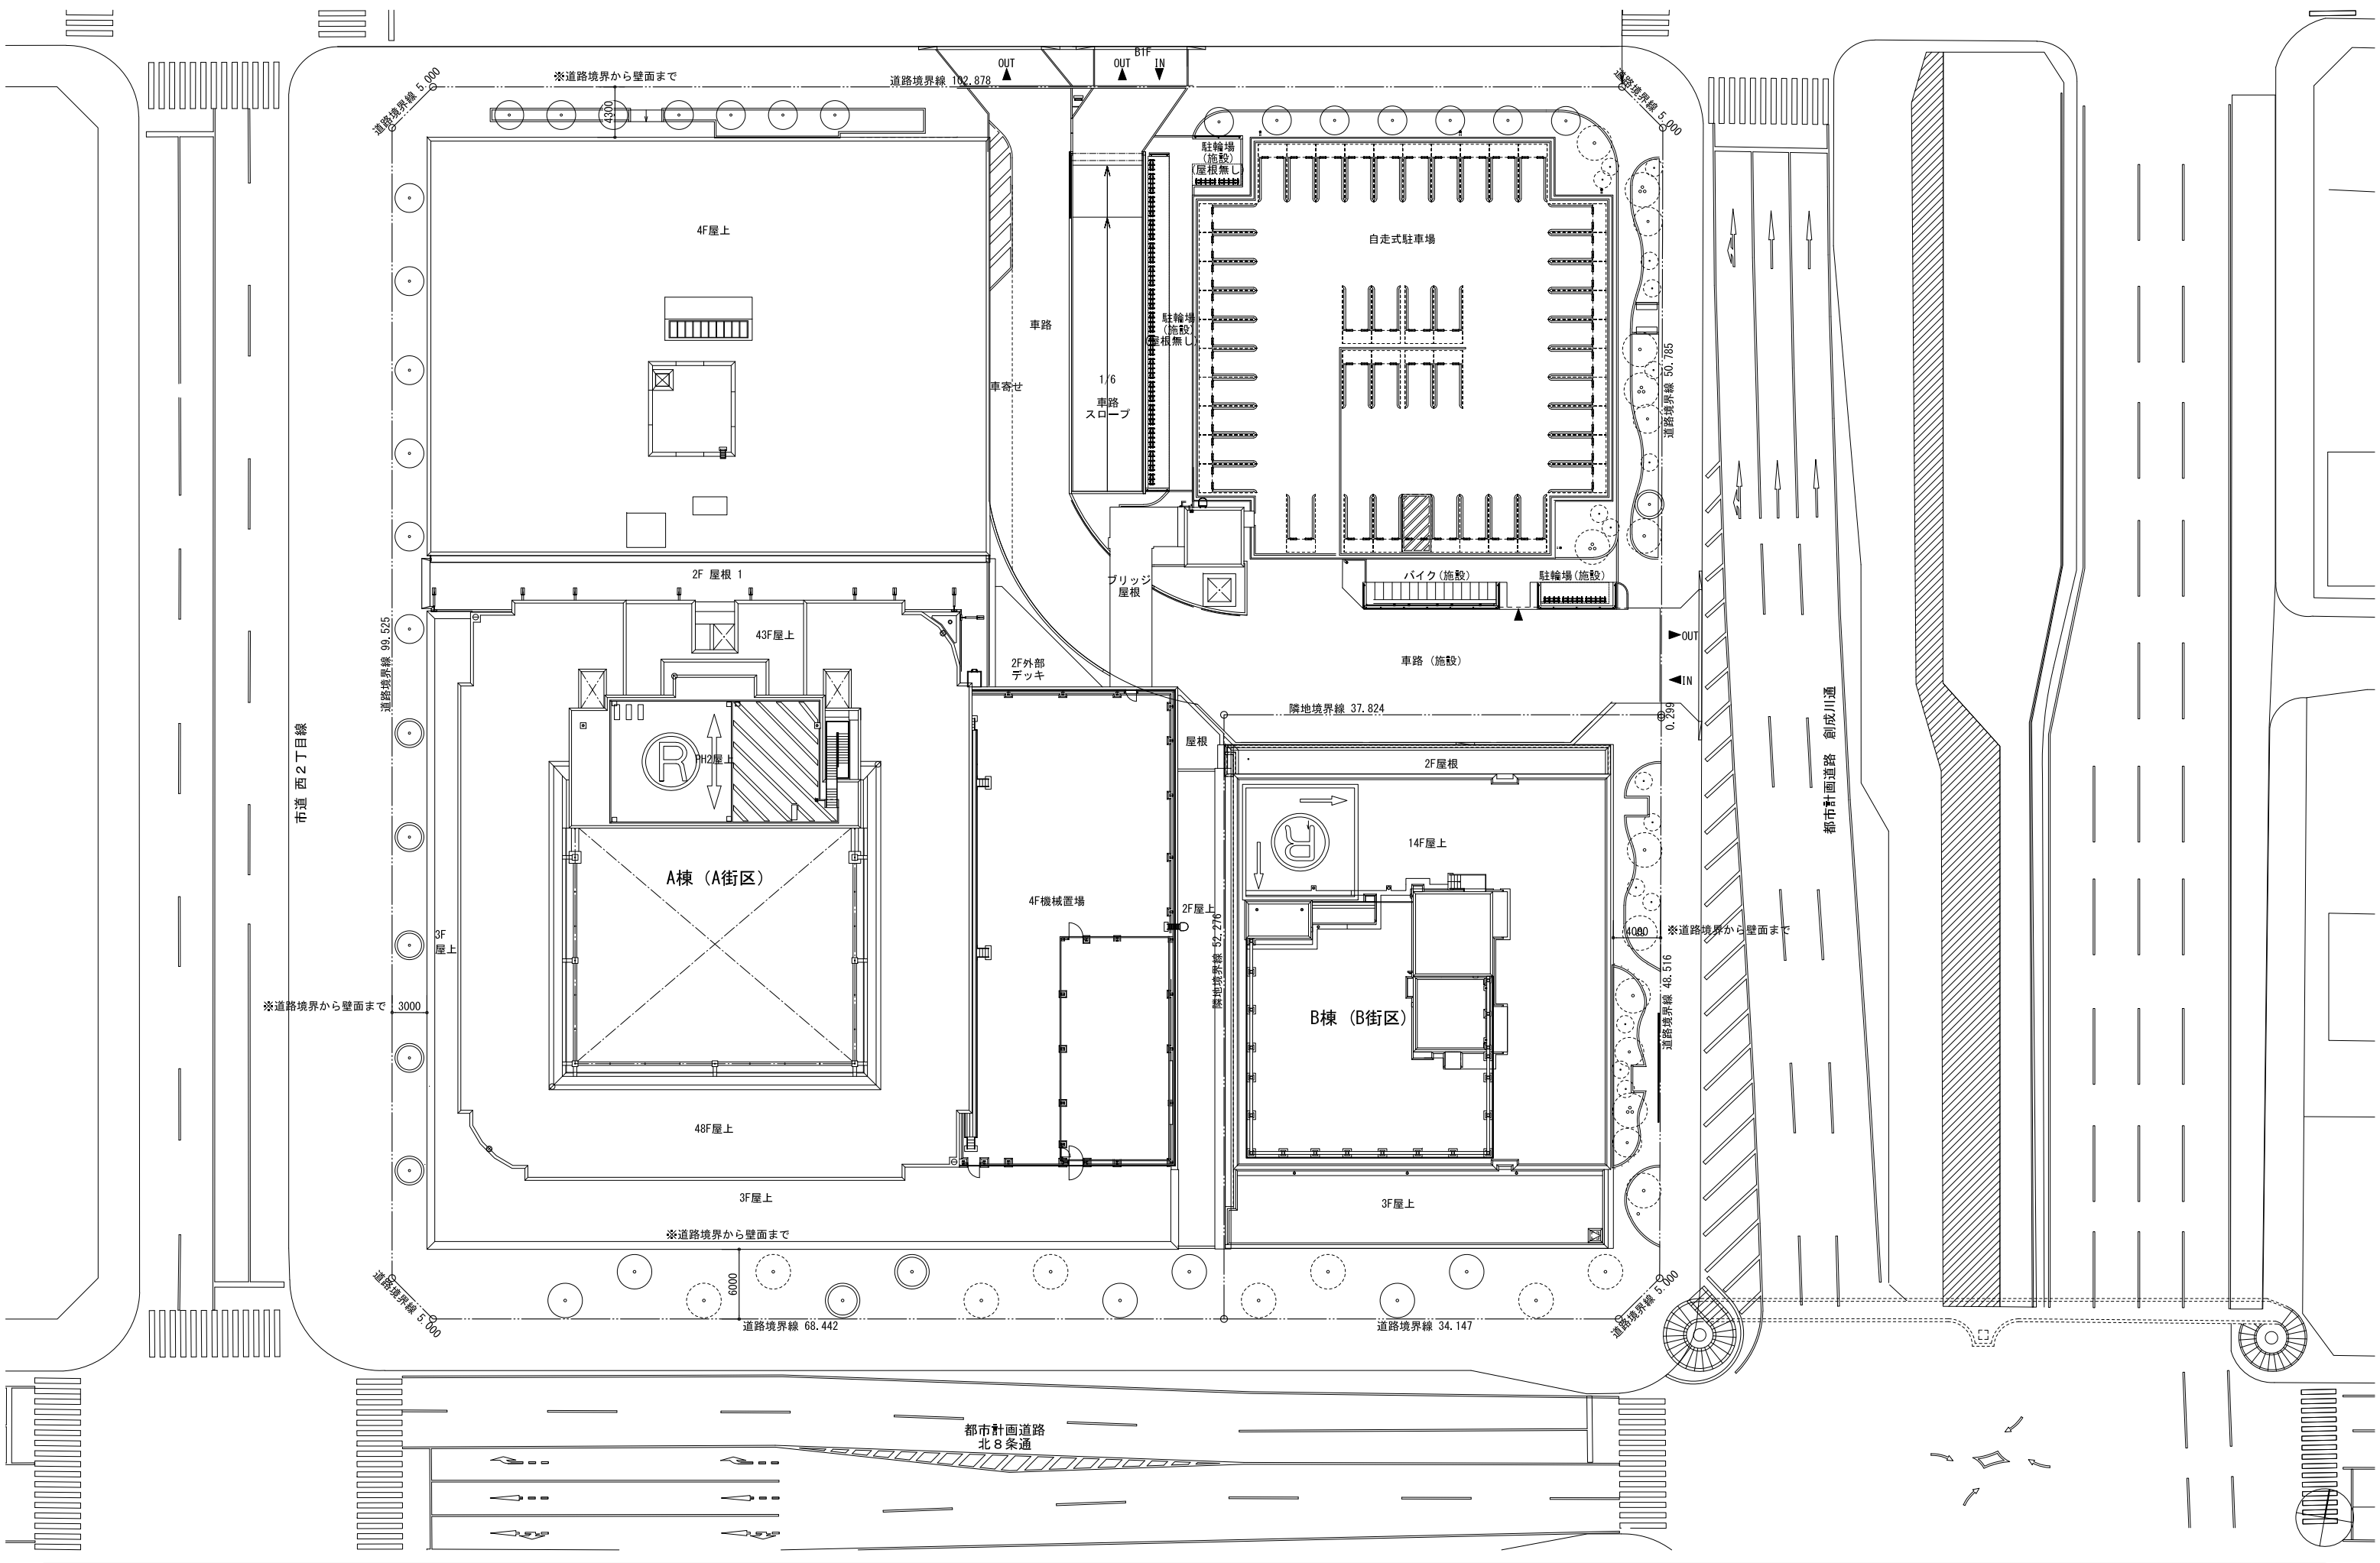 B1F
OUT
OUT
IN
※道路境界から壁面まで
道路境界線 102.878
道路境界線 5.000
道路境界線 5.000
4300
駐輪場
(施設)
(屋根無し)
4F屋上
自走式駐車場
車路
駐輪場
(施設)
(屋根無し)
道路境界線 50.785
車寄せ
1/6
車路
スロープ
2F 屋根 1
ブリッジ
屋根
バイク(施設)
駐輪場(施設)
道路境界線 99.525
43F屋上
OUT
2F外部
デッキ
車路(施設)
IN
隣地境界線 37.824
0.299
市道 西2丁目線
都市計画道路 創成川通
屋根
R
PH2屋上
2F屋根
R
14F屋上
A棟(A街区)
4F機械置場
2F屋上
隣地境界線 52.276
3F
屋上
4000
※道路境界から壁面まで
道路境界線 48.516
※道路境界から壁面まで
3000
B棟(B街区)
48F屋上
3F屋上
3F屋上
※道路境界から壁面まで
6000
道路境界線 5.000
道路境界線 68.442
道路境界線 34.147
道路境界線 5.000
都市計画道路
北8条通